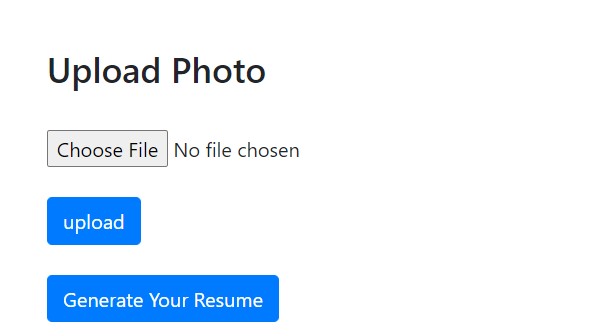 Upload Photo
Choose File No file chosen
upload
Generate Your Resume